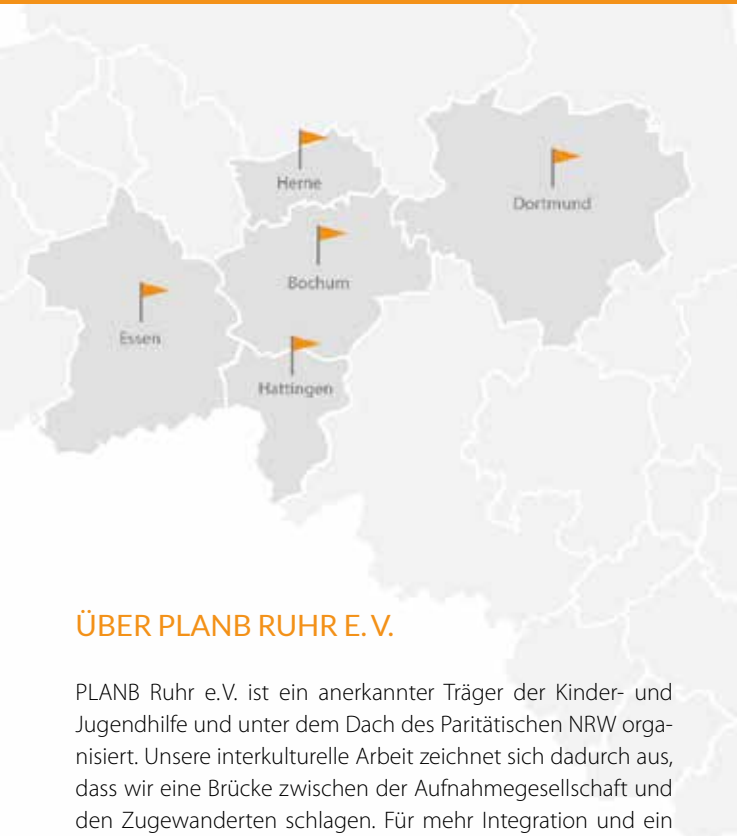 Herne
Dortmund
Bochum
Essen
Hattingen
ÜBER PLANB RUHR E. V.
PLANB Ruhr e.V. ist ein anerkannter Träger der Kinder- und
Jugendhilfe und unter dem Dach des Paritätischen NRW orga-
nisiert. Unsere interkulturelle Arbeit zeichnet sich dadurch aus,
dass wir eine Brücke zwischen der Aufnahmegesellschaft und
den Zugewanderten schlagen. Für mehr Integration und ein